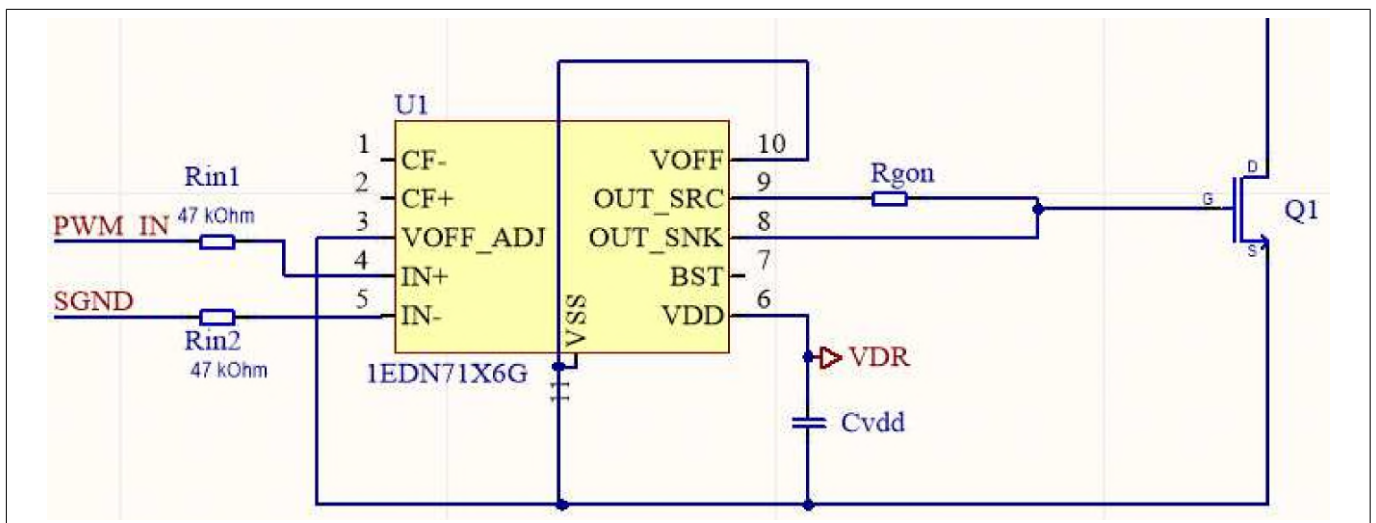 U1
1 CF-
2 CF+
3 VOFF_ADJ
4 IN+
5 IN-
VOFF 10
OUT_SRC 9
OUT_SNK 8
BST 7
VDD 6
VSS
11
1EDN71X6G
Rin1
47 kOhm
PWM_IN
SGND
Rin2
47 kOhm
Rgon
D
G
S
Q1
VDR
Cvdd